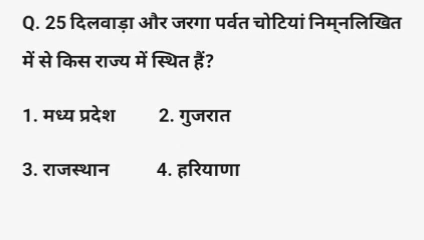 Q. 25 दिलवाड़ा और जरगा पर्वत चोटियां निम्नलिखित
में से किस राज्य में स्थित हैं?
1. मध्य प्रदेश 2. गुजरात
3. राजस्थान 4. हरियाणा